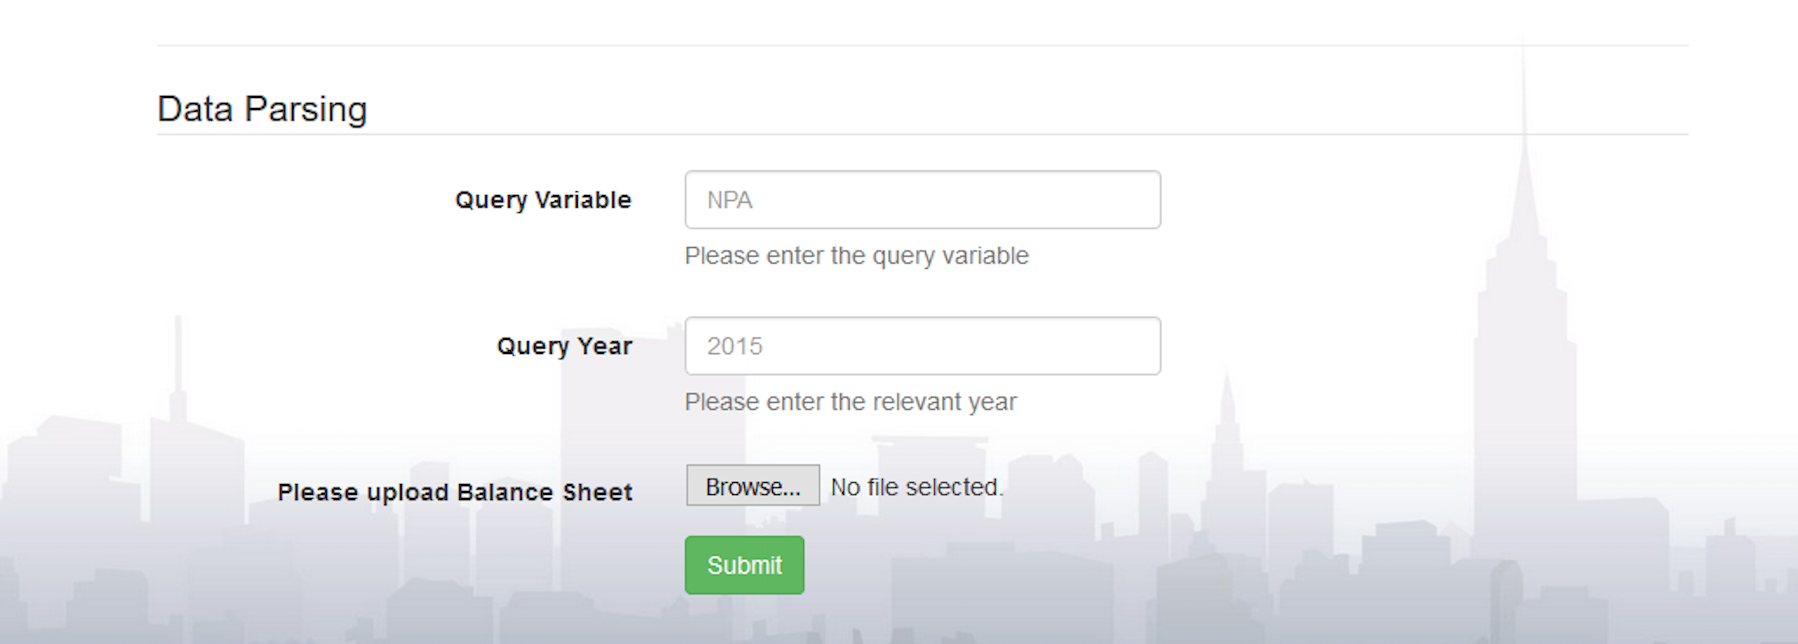 Data Parsing
Query Variable
NPA
Please enter the query variable
Query Year
2015
Please enter the relevant year
Please upload Balance Sheet
Browse... No file selected.
Submit